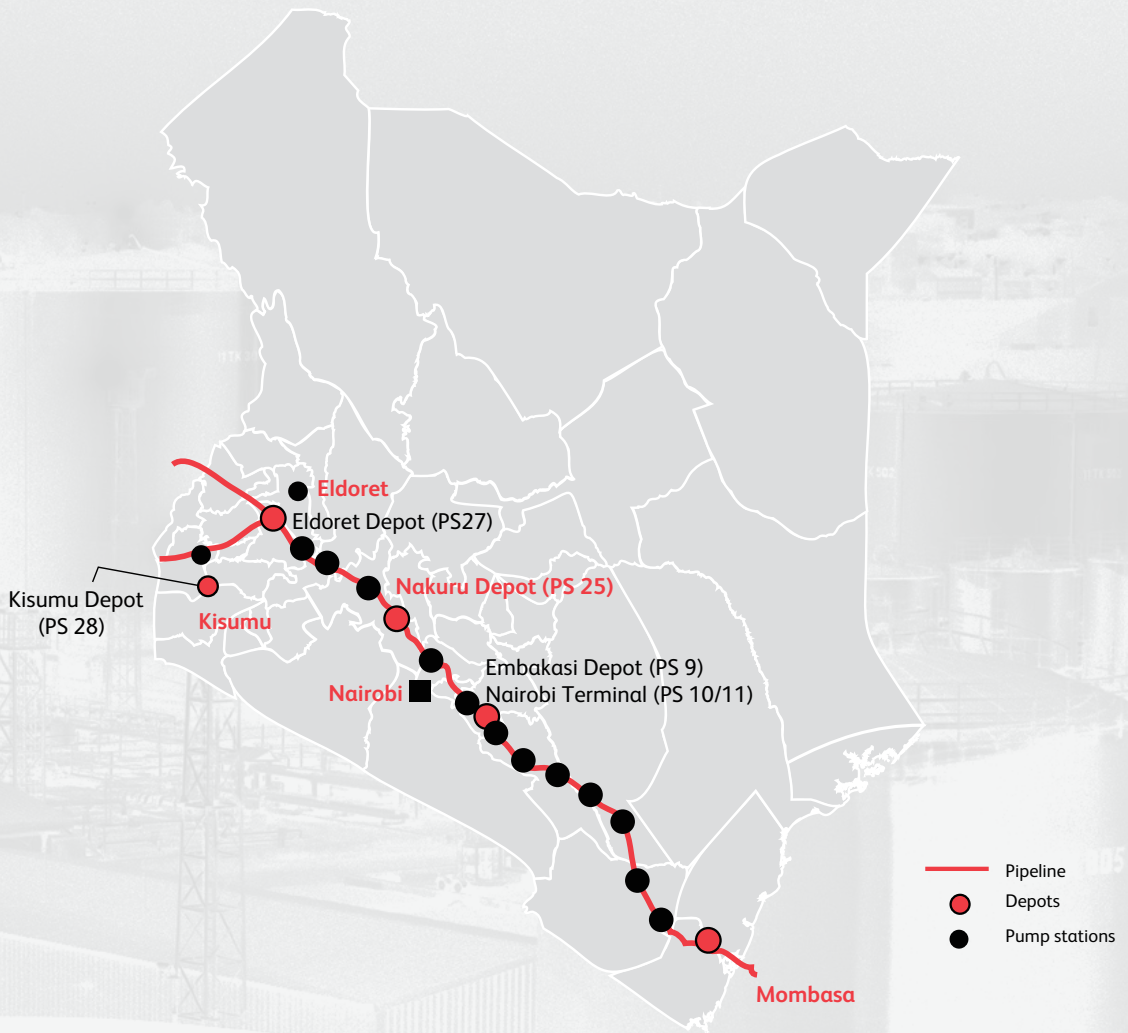 Eldoret
Eldoret Depot (PS27)
Nakuru Depot (PS 25)
Kisumu Depot
(PS 28)
Kisumu
Embakasi Depot (PS 9)
Nairobi Terminal (PS 10/11)
Nairobi
Pipeline
Depots
Pump stations
Mombasa